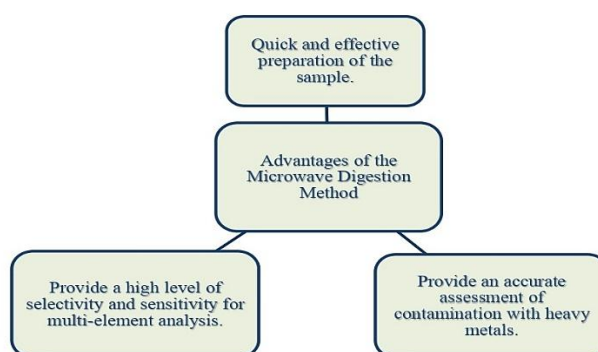 Quick and effective
preparation of the
sample.
Advantages of the
Microwave Digestion
Method
Provide a high level of
selectivity and sensitivity for
multi-element analysis.
Provide an accurate
assessment of
contamination with heavy
metals.